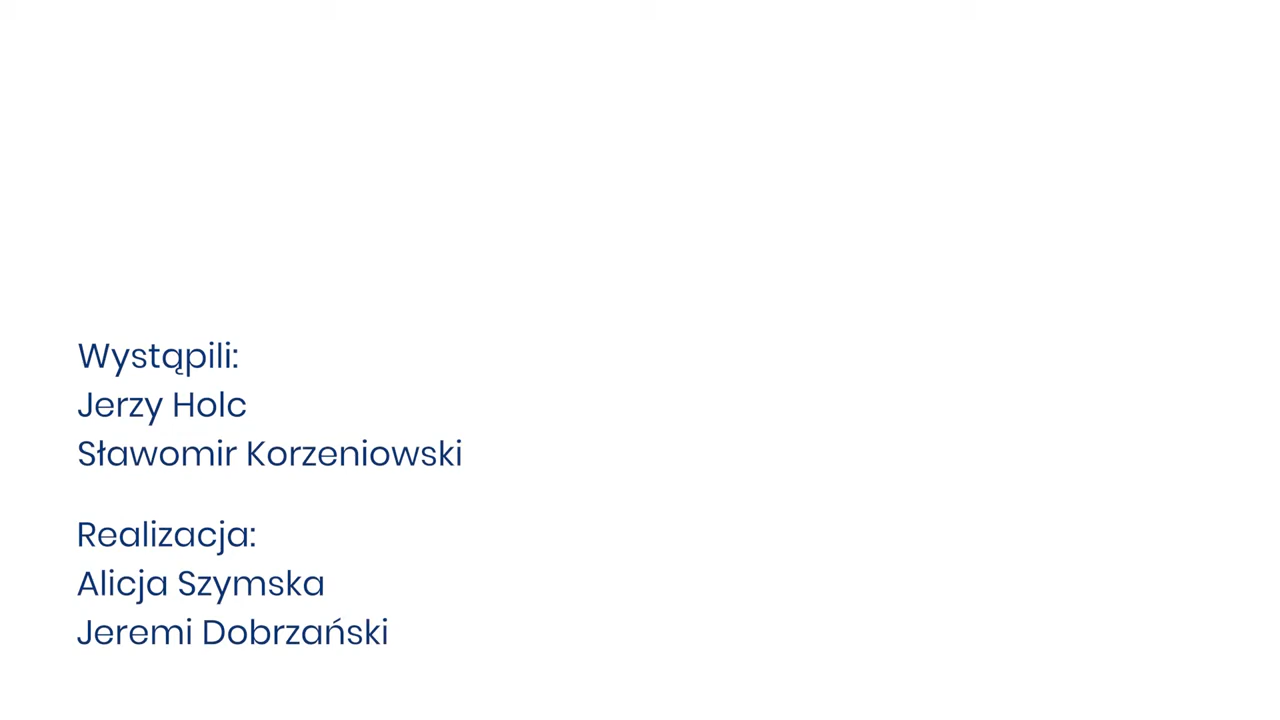 Wystąpili:
Jerzy Holc
Sławomir Korzeniowski
Realizacja:
Alicja Szymska
Jeremi Dobrzański